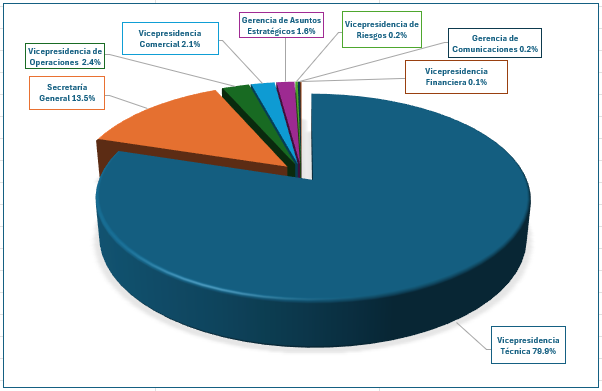 Gerencia de Asuntos
Estratégicos 1.6%
Vicepresidencia de
Riesgos 0.2%
Vicepresidencia
Comercial 2.1%
Gerencia de
Comunicaciones 0.2%
Vicepresidencia de
Operaciones 2.4%
Vicepresidencia
Financiera 0.1%
Secretaría
General 13.5%
Vicepresidencia
Técnica 79.9%